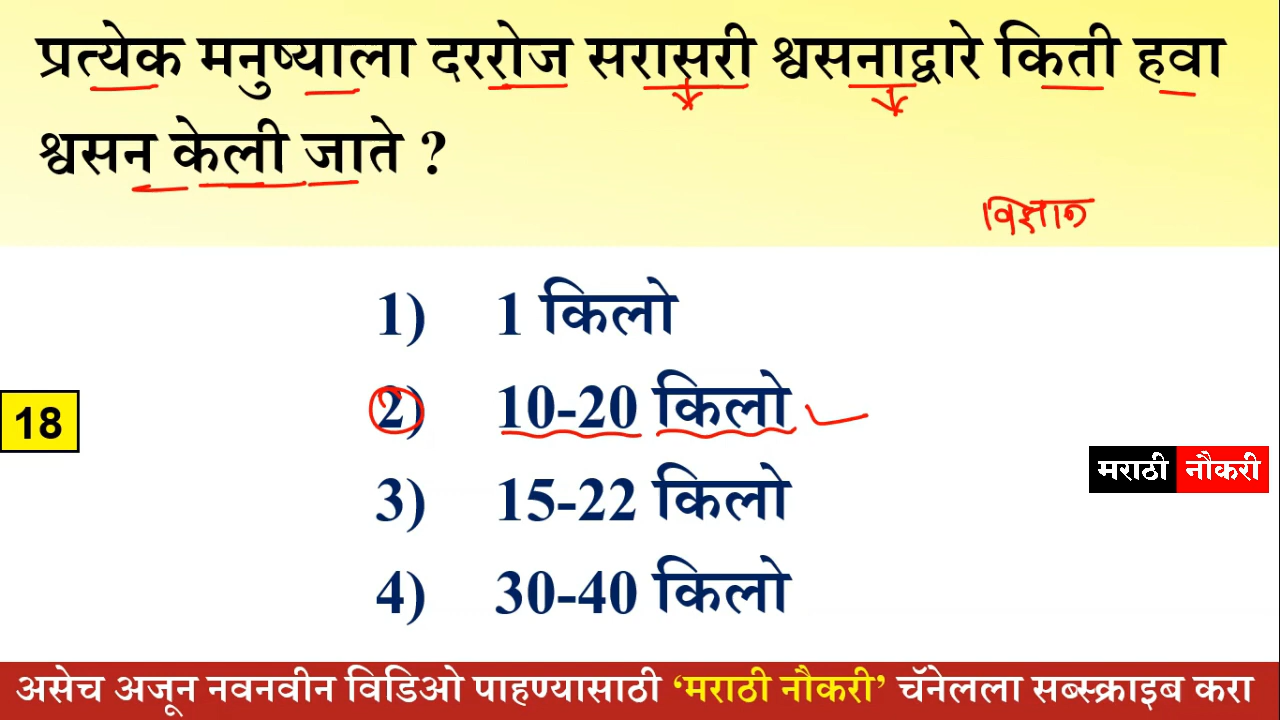 प्रत्येक मनुष्याला दररोज सरासरी श्वसनाद्वारे किती हवा
श्वसन केली जाते ?
विज्ञान
1) 1 किलो
2) 10-20 किलो
3) 15-22 किलो
4) 30-40 किलो
18
मराठी नौकरी
असेच अजून नवनवीन विडिओ पाहण्यासाठी ‘मराठी नौकरी’ चॅनेलला सब्स्क्राइब करा